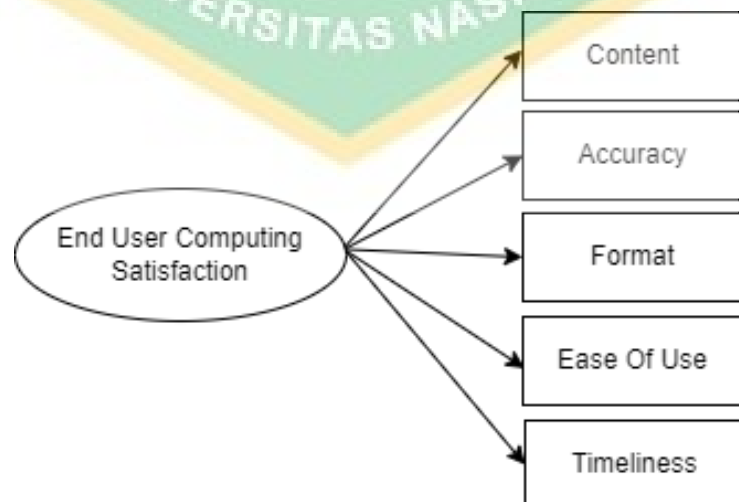 ERSITAS NAS
Content
Accuracy
End User Computing
Satisfaction
Format
Ease Of Use
Timeliness